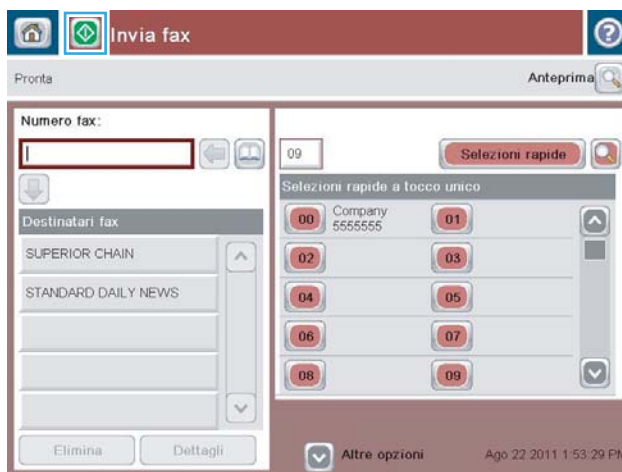 Invia fax
Pronta
Anteprima
Numero fax:
09
Selezioni rapide
Destinatari fax
SUPERIOR CHAIN
STANDARD DAILY NEWS
Elimina
Dettagli
Selezioni rapide a tocco unico
00 Company 01
5555555
02 03
04 05
06 07
08 09
Altre opzioni
Ago 22 2011 1:53:29 PM